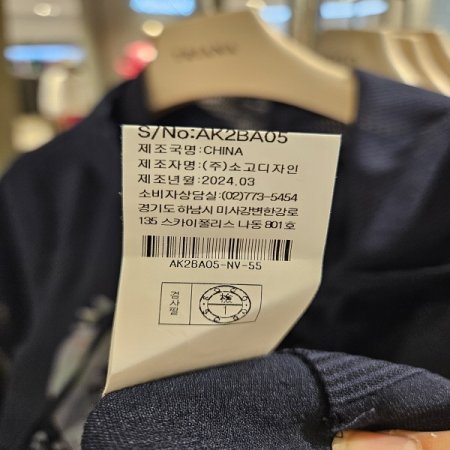 S/No:AK2BA05
제조국명:CHINA
제조자명:(주)소고디자인
제조년월:2024.03
소비자상담실:(02)773-5454
경기도 하남시 미사강변한강로
135 스카이폴리스 나동 801호
AK2BA05-NV-55
검사필